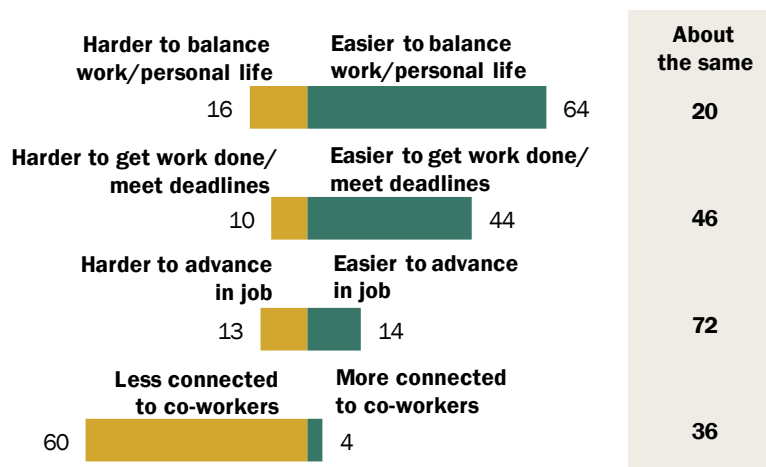 About
the same
Harder to balance
work/personal life
Easier to balance
work/personal life
16
64
20
Harder to get work done/
meet deadlines
Easier to get work done/
meet deadlines
10
44
46
Harder to advance
in job
Easier to advance
in job
13
14
72
Less connected
to co-workers
More connected
to co-workers
60
4
36